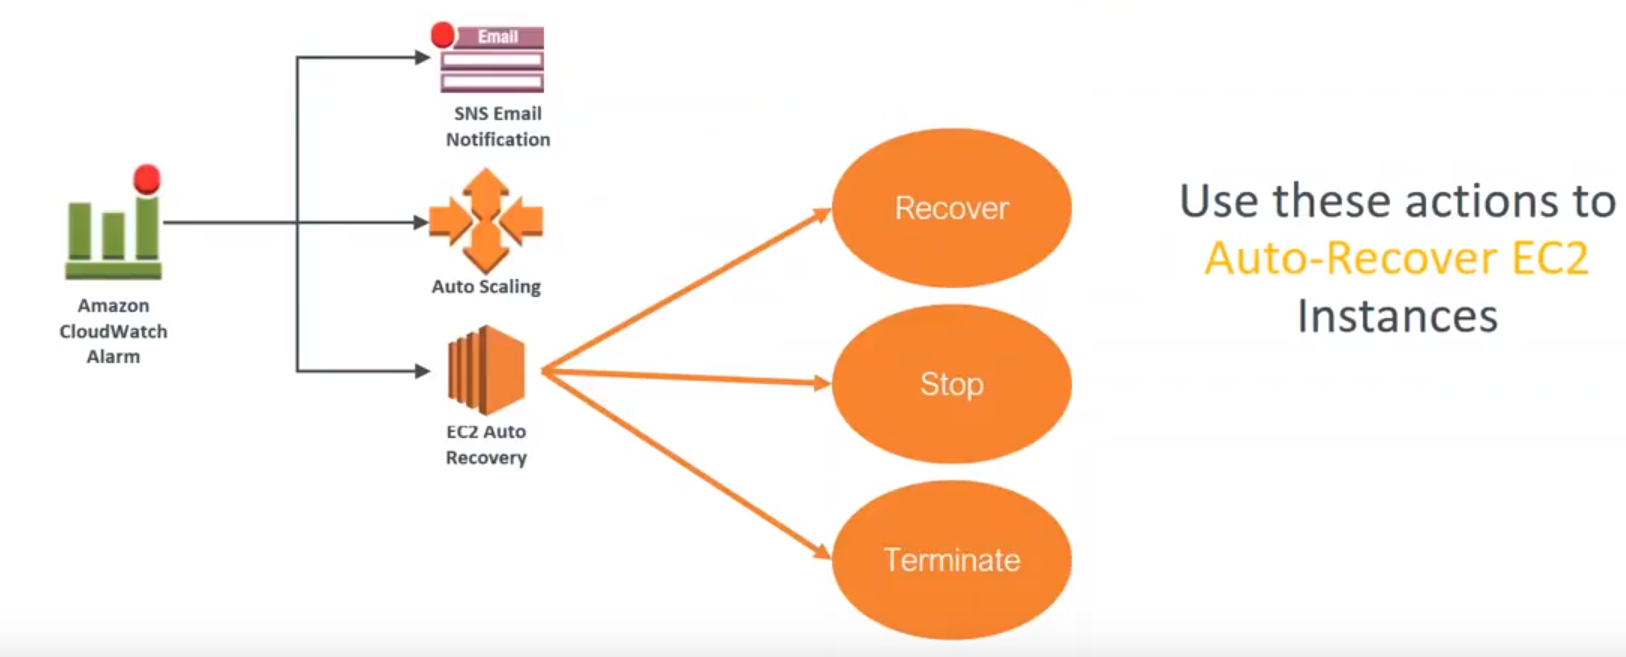 Email
SNS Email
Notification
Auto Scaling
Amazon
CloudWatch
Alarm
EC2 Auto
Recovery
Recover
Stop
Terminate
Use these actions to
Auto-Recover EC2
Instances